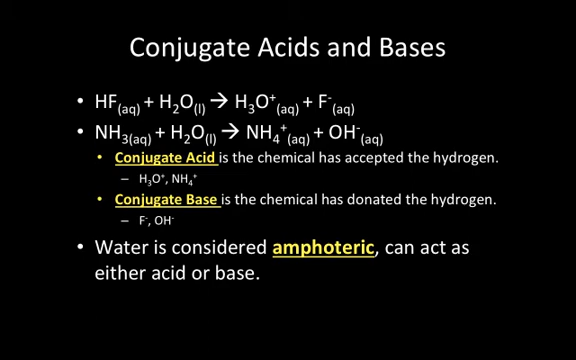 Conjugate Acids and Bases
• HF(aq) + H2O(l) → H3O+(aq) + F-(aq)
• NH3(aq) + H2O(l) → NH4+(aq) + OH-(aq)
• Conjugate Acid is the chemical has accepted the hydrogen.
– H3O+, NH4+
• Conjugate Base is the chemical has donated the hydrogen.
– F-, OH-
• Water is considered amphoteric, can act as
either acid or base.